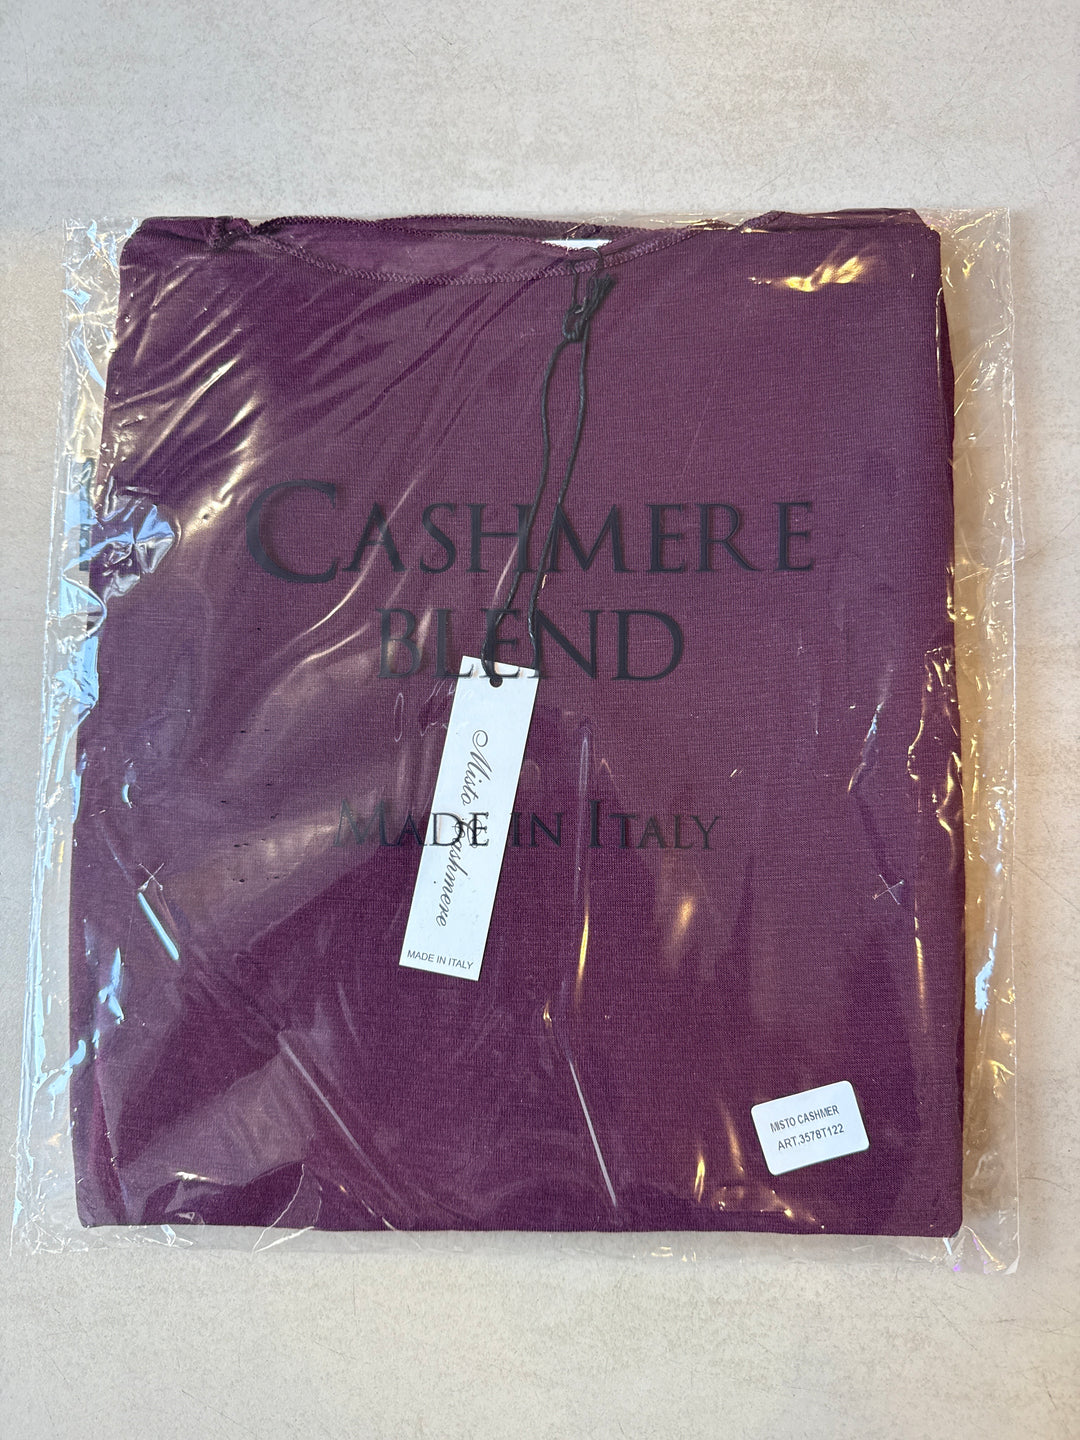 CASHMERE
BLEND
MADE IN ITALY
Misto Cashmere
MADE IN ITALY
MISTO CASHMER
ART,3578T122